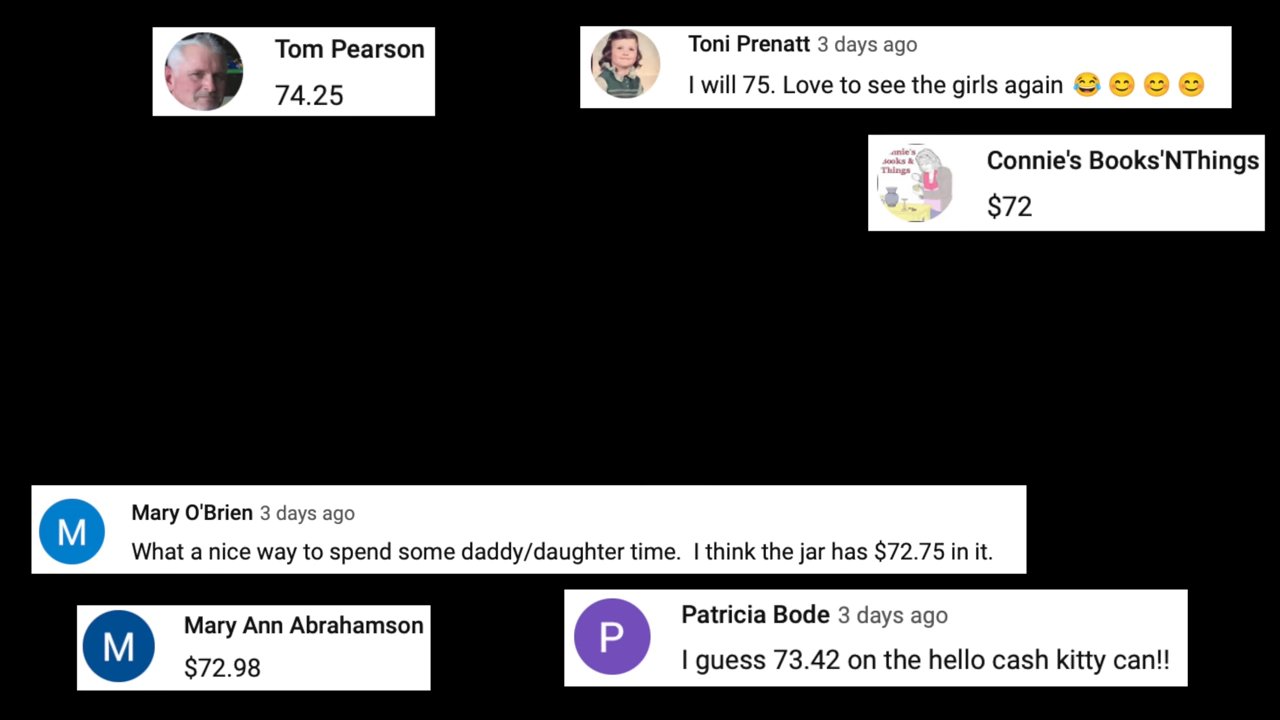 Tom Pearson
74.25
Toni Prenatt 3 days ago
I will 75. Love to see the girls again 😂 😊 😊 😊
Connie's Books'NThings
$72
Mary O'Brien 3 days ago
What a nice way to spend some daddy/daughter time.  I think the jar has $72.75 in it.
M
Mary Ann Abrahamson
$72.98
M
Patricia Bode 3 days ago
I guess 73.42 on the hello cash kitty can!!
P